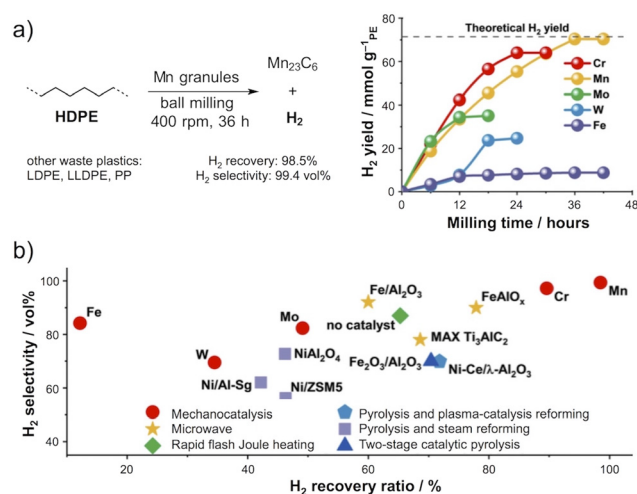 a)
Mn granules
ball milling
400 rpm, 36 h
Mn23C6
+
H2
HDPE
other waste plastics:
LDPE, LLDPE, PP
H2 recovery: 98.5%
H2 selectivity: 99.4 vol%
H2 yield / mmol g⁻¹PE
80
60
40
20
0
Theoretical H2 yield
Cr
Mn
Mo
W
Fe
0 6 12 18 24 30 36 42 48
Milling time / hours
b)
H2 selectivity / vol%
100
80
60
40
Fe
W
Mo
Ni/Al-Sg
NiAl2O4
Ni/ZSM5
Fe/Al2O3
no catalyst
FeAlOx
MAX Ti3AlC2
Fe2O3/Al2O3
Ni-Ce/λ-Al2O3
Cr
Mn
Mechanocatalysis
Microwave
Rapid flash Joule heating
Pyrolysis and plasma-catalysis reforming
Pyrolysis and steam reforming
Two-stage catalytic pyrolysis
20 40 60 80 100
H2 recovery ratio / %